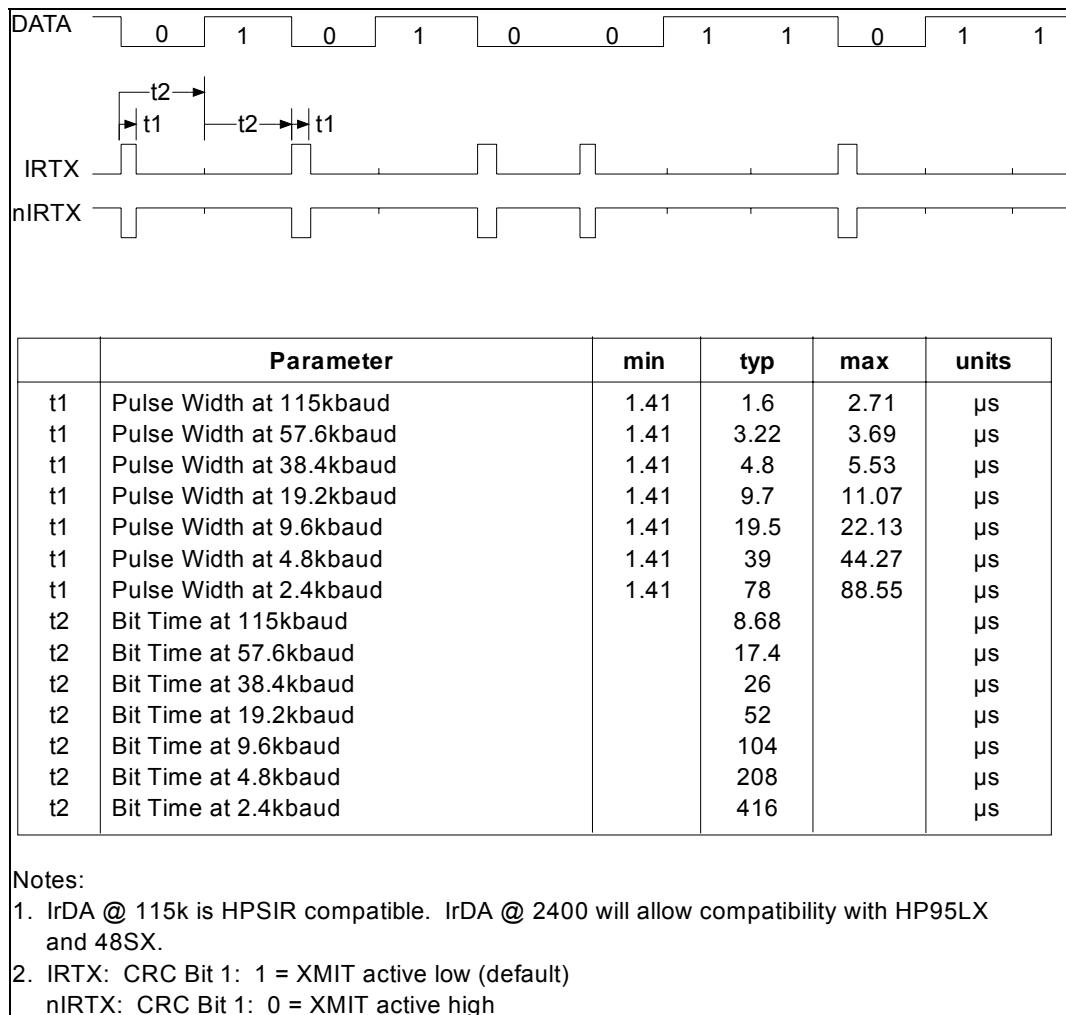 DATA 0 1 0 1 0 0 1 1 0 1 1
t2
t1 t2 t1
IRTX
nIRTX
Parameter min typ max units
t1 Pulse Width at 115kbaud 1.41 1.6 2.71 µs
t1 Pulse Width at 57.6kbaud 1.41 3.22 3.69 µs
t1 Pulse Width at 38.4kbaud 1.41 4.8 5.53 µs
t1 Pulse Width at 19.2kbaud 1.41 9.7 11.07 µs
t1 Pulse Width at 9.6kbaud 1.41 19.5 22.13 µs
t1 Pulse Width at 4.8kbaud 1.41 39 44.27 µs
t1 Pulse Width at 2.4kbaud 1.41 78 88.55 µs
t2 Bit Time at 115kbaud 8.68 µs
t2 Bit Time at 57.6kbaud 17.4 µs
t2 Bit Time at 38.4kbaud 26 µs
t2 Bit Time at 19.2kbaud 52 µs
t2 Bit Time at 9.6kbaud 104 µs
t2 Bit Time at 4.8kbaud 208 µs
t2 Bit Time at 2.4kbaud 416 µs
Notes:
1. IrDA @ 115k is HPSIR compatible. IrDA @ 2400 will allow compatibility with HP95LX
and 48SX.
2. IRTX: CRC Bit 1: 1 = XMIT active low (default)
nIRTX: CRC Bit 1: 0 = XMIT active high